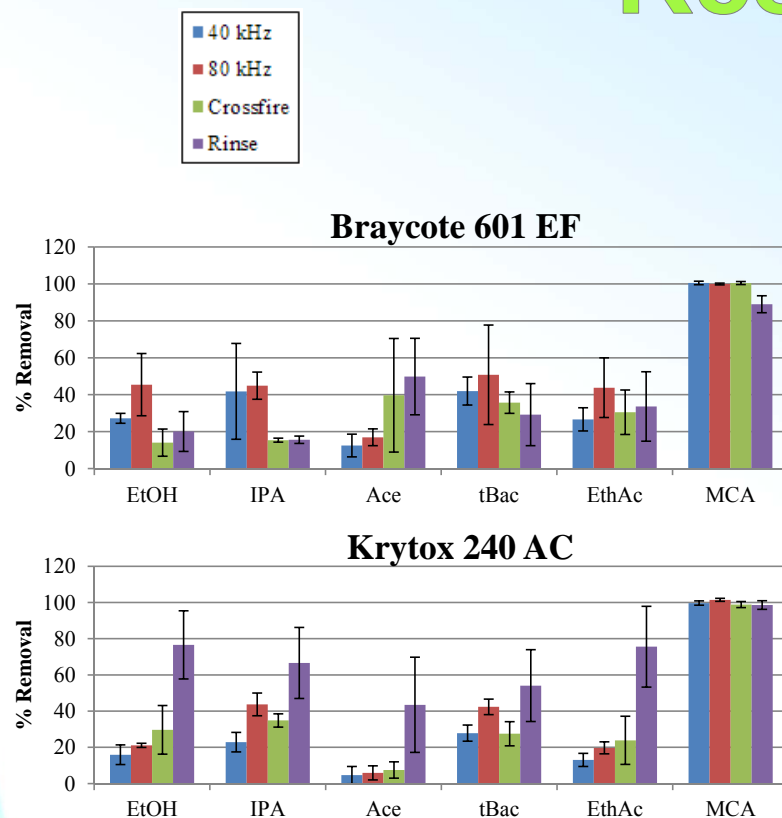 40 kHz
80 kHz
Crossfire
Rinse
Braycote 601 EF
% Removal
120
100
80
60
40
20
0
EtOH IPA Ace tBac EthAc MCA
Krytox 240 AC
% Removal
120
100
80
60
40
20
0
EtOH IPA Ace tBac EthAc MCA